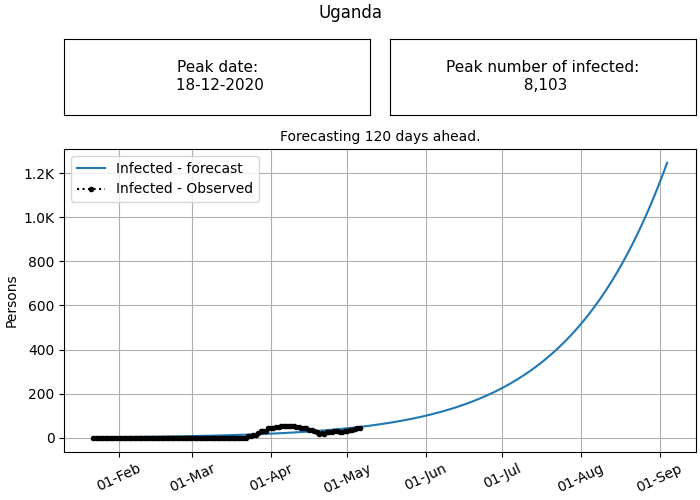 Uganda
Peak date:
18-12-2020
Peak number of infected:
8,103
Forecasting 120 days ahead.
Infected - forecast
Infected - Observed
1.2K
1.0K
800
600
400
200
0
Persons
01-Feb
01-Mar
01-Apr
01-May
01-Jun
01-Jul
01-Aug
01-Sep